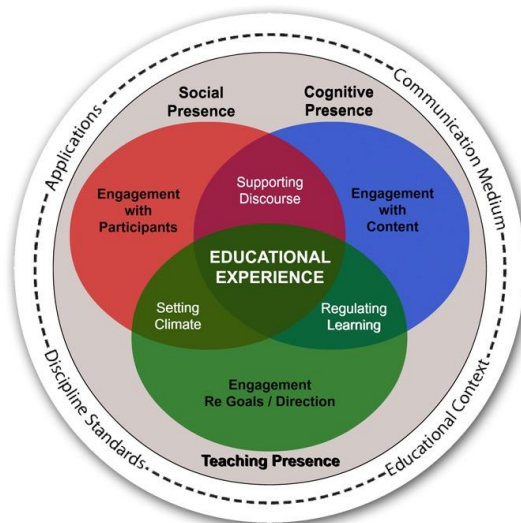 Applications
Communication Medium
Social
Presence
Cognitive
Presence
Engagement
with
Participants
Supporting
Discourse
Engagement
with
Content
EDUCATIONAL
EXPERIENCE
Setting
Climate
Regulating
Learning
Engagement
Re Goals / Direction
Teaching Presence
Discipline Standards
Educational Context